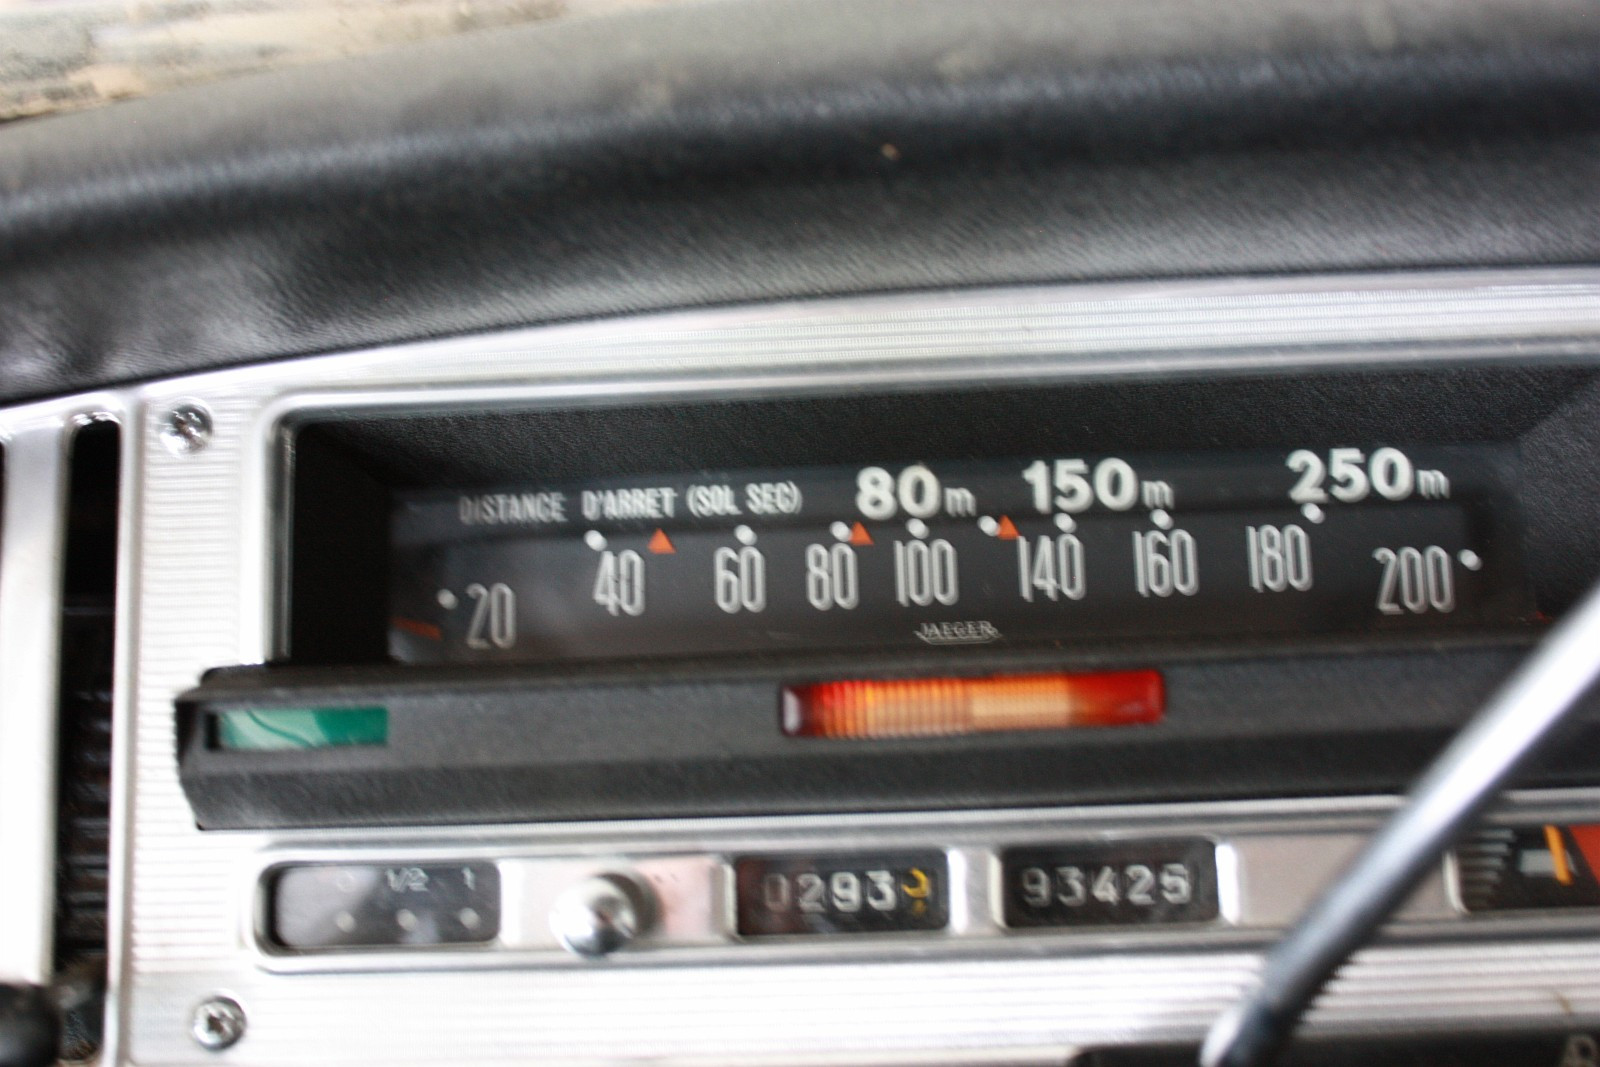 DISTANCE D'ARRET (SOL SEC) 80m 150m 250m
20 40 60 80 100 140 160 180 200
JAEGER
1/2 1
0293
93425